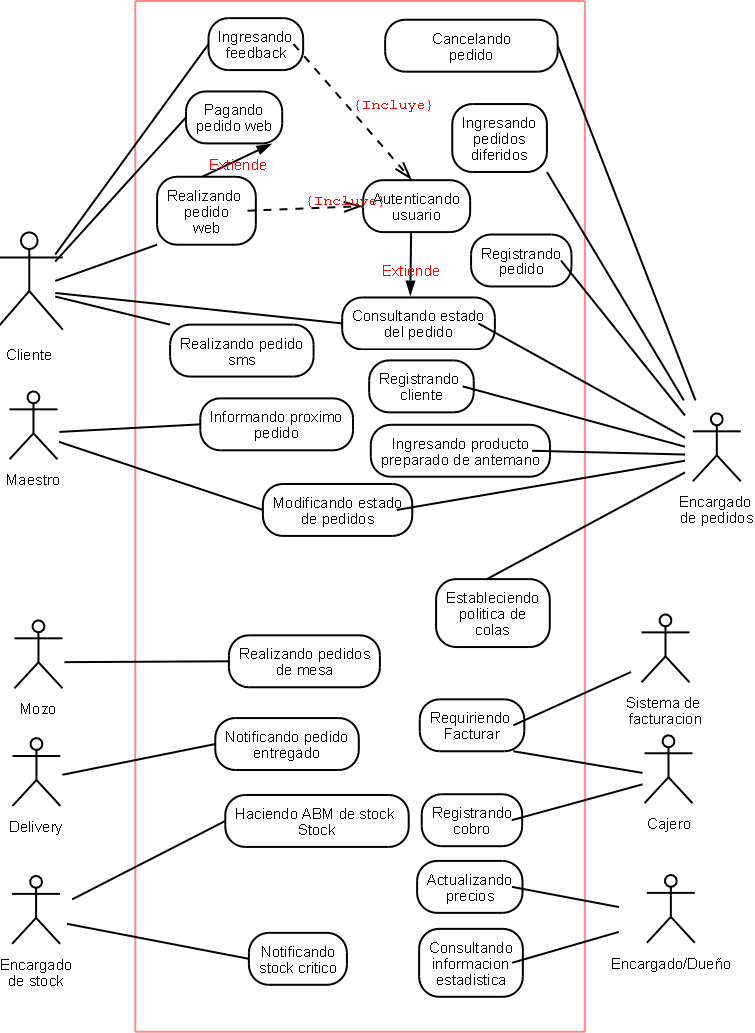 Ingresando
feedback
Cancelando
pedido
Pagando
pedido web
{Incluye}
Ingresando
pedidos
diferidos
Extiende
Realizando
pedido
web
{Incluye}
Autenticando
usuario
Registrando
pedido
Extiende
Cliente
Consultando estado
del pedido
Realizando pedido
sms
Registrando
cliente
Maestro
Informando proximo
pedido
Ingresando producto
preparado de antemano
Modificando estado
de pedidos
Encargado
de pedidos
Estableciendo
politica de
colas
Mozo
Realizando pedidos
de mesa
Sistema de
facturacion
Requiriendo
Facturar
Delivery
Notificando pedido
entregado
Cajero
Haciendo ABM de stock
Stock
Registrando
cobro
Actualizando
precios
Encargado
de stock
Notificando
stock critico
Consultando
informacion
estadistica
Encargado/Dueño